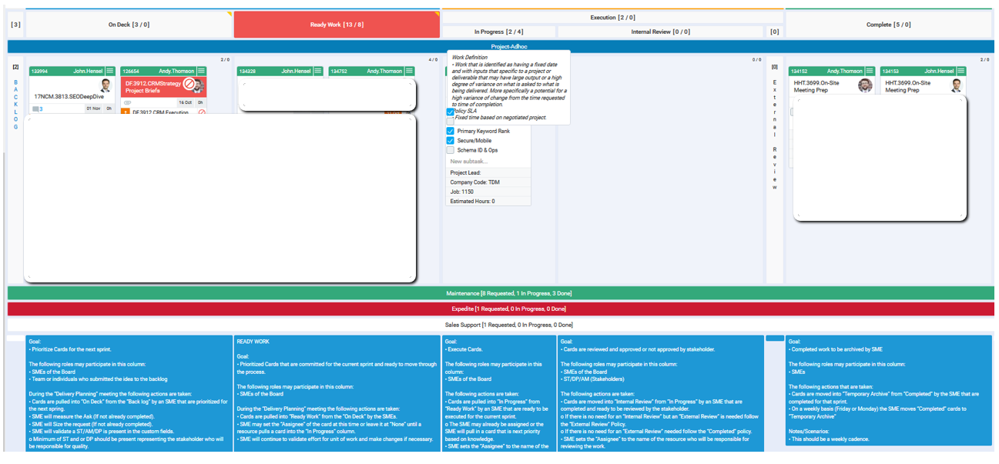 [3]
On Deck [3 / 0]
Ready Work [13 / 8]
Execution [2 / 0]
In Progress [2 / 4]
Internal Review [0 / 0]
[0]
Complete [5 / 0]
Project-Adhoc
[2]
B
A
C
K
L
O
G
2 / 0
133994 John.Hensel
17NCM.3813.SEODeepDive
3 01 Nov 0h
126654 Andy.Thomson
DF.3912.CRMStrategy
Project Briefs
16 Oct 0h
DF.3912.CRM Execution
4 / 0
134228 John.Hensel
134752 Andy.Thomson
Work Definition
• Work that is identified as having a fixed date
and with inputs that specific to a project or
deliverable that may have large output or a high
degree of variance on what is asked to what is
being delivered. More specifically a potential for a
high variance of change from the time requested
to time of completion.
Policy SLA
• Fixed time based on negotiated project.
Primary Keyword Rank
Secure/Mobile
Schema ID & Ops
New subtask...
Project Lead:
Company Code: TDM
Job: 1150
Estimated Hours: 0
0 / 0
[0]
E
x
t
e
r
n
a
l
R
e
v
i
e
w
2 / 0
134152 Andy.Thomson
HHT.3699.On-Site
Meeting Prep
134153 John.Hensel
HHT.3699.On-Site
Meeting Prep
Maintenance [8 Requested, 1 In Progress, 3 Done]
Expedite [1 Requested, 0 In Progress, 0 Done]
Sales Support [1 Requested, 0 In Progress, 0 Done]
Goal:
• Prioritize Cards for the next sprint.
The following roles may participate in this column:
• SMEs of the Board
• Team or individuals who submitted the idea to the backlog
During the "Delivery Planning" meeting the following actions are taken:
• Cards are pulled into "On Deck" from the "Back log" by an SME that are prioritized for
the next spring.
• SME will measure the Ask (If not already completed).
• SME will Size the request (If not already completed).
• SME will validate a ST/AM/DP is present in the custom fields.
o Minimum of ST and or DP should be present representing the stakeholder who will
be responsible for quality.
READY WORK
Goal:
• Prioritized Cards that are committed for the current sprint and ready to move through
the process.
The following roles may participate in this column:
• SMEs of the Board
During the "Delivery Planning" meeting the following actions are taken:
• Cards are pulled into "Ready Work" from the "On Deck" by the SMEs.
• SME may set the "Assignee" of the card at this time or leave it at "None" until a
resource pulls a card into the "In Progress" column.
• SME will continue to validate effort for unit of work and make changes if necessary.
Goal:
• Execute Cards.
The following roles may participate in this
column:
• SMEs of the Board
The following actions are taken:
• Cards are pulled into "In Progress" from
"Ready Work" by an SME that are ready to be
executed for the current sprint.
o The SME may already be assigned or the
SME will pull in a card that is next priority
based on knowledge.
• SME sets the "Assignee" to the name of the
Goal:
• Cards are reviewed and approved or not approved by stakeholder.
The following roles may participate in this column:
• SMEs of the Board
• ST/DP/AM (Stakeholders)
The following actions are taken:
• Cards are moved into "Internal Review" from "In Progress" by an SME that are
completed and ready to be reviewed by the stakeholder.
o If there is no need for an "Internal Review" but an "External Review" is needed follow
the "External Review" Policy.
o If there is no need for an "External Review" needed follow the "Completed" policy.
• SME sets the "Assignee" to the name of the resource who will be responsible for
reviewing the work.
Goal:
• Completed work to be archived by SME
The following roles may participate in this column:
• SMEs
The following actions that are taken:
• Cards are moved into "Temporary Archive" from "Completed" by the SME that are
completed for that sprint.
• On a weekly basis (Friday or Monday) the SME moves "Completed" cards to
"Temporary Archive"
Notes/Scenarios:
• This should be a weekly cadence.